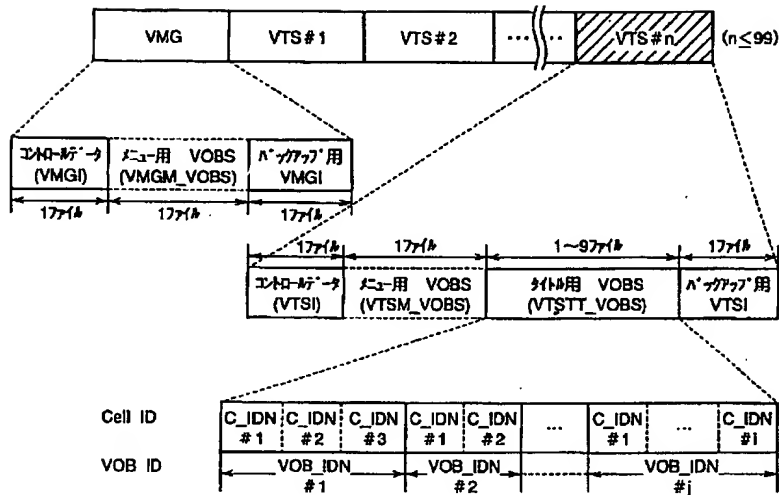 VMG VTS#1 VTS#2 ····· VTS#n (n≤99)
コントロールデータ メニュー用 VOBS バックアップ用
(VMGI) (VMGM_VOBS) VMGI
1ファイル 1ファイル 1ファイル
1ファイル 1ファイル 1~9ファイル 1ファイル
コントロールデータ メニュー用 VOBS タイトル用 VOBS バックアップ用
(VTSI) (VTSM_VOBS) (VTSTT_VOBS) VTSI
Cell ID C_IDN C_IDN C_IDN C_IDN C_IDN ... C_IDN ... C_IDN
#1 #2 #3 #1 #2 #1 #i
VOB ID VOB_IDN VOB_IDN VOB_IDN
#1 #2 #j